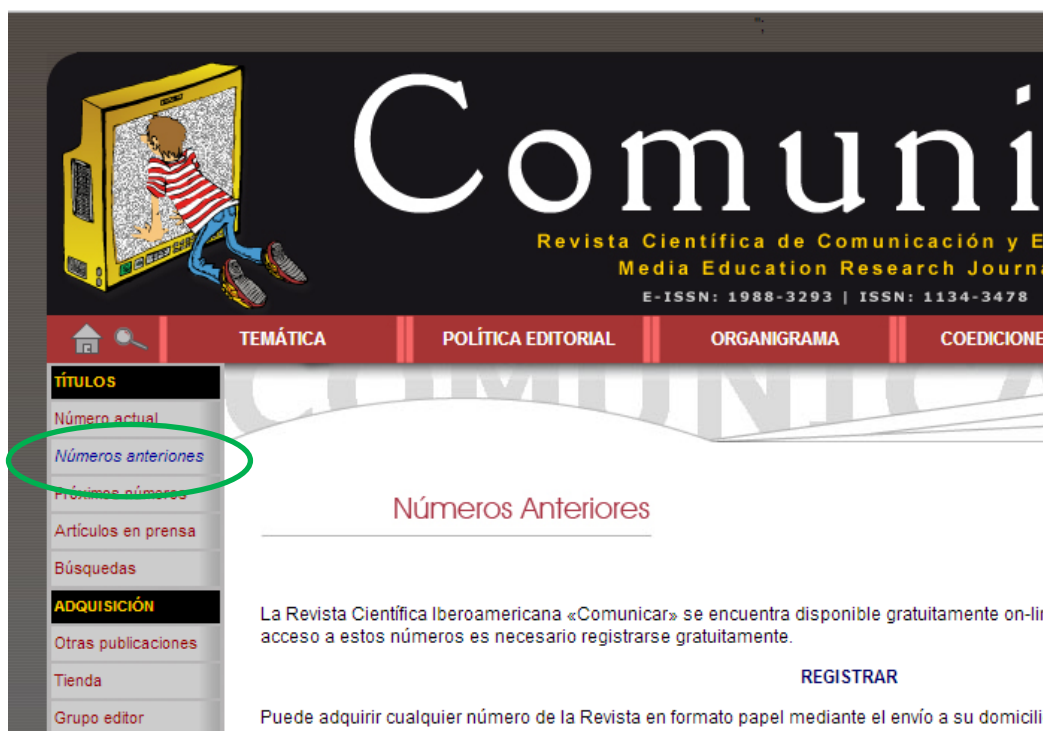 ";
Comuni
Revista Científica de Comunicación y E
Media Education Research Journa
E-ISSN: 1988-3293 | ISSN: 1134-3478
TEMÁTICA
POLÍTICA EDITORIAL
ORGANIGRAMA
COEDICIONE
COMUNICA
TÍTULOS
Número actual
Números anteriones
Próximos números
Artículos en prensa
Búsquedas
ADQUISICIÓN
Otras publicaciones
Tienda
Grupo editor
Números Anteriores
La Revista Científica Iberoamericana «Comunicar» se encuentra disponible gratuitamente on-lin
acceso a estos números es necesario registrarse gratuitamente.
REGISTRAR
Puede adquirir cualquier número de la Revista en formato papel mediante el envío a su domicili